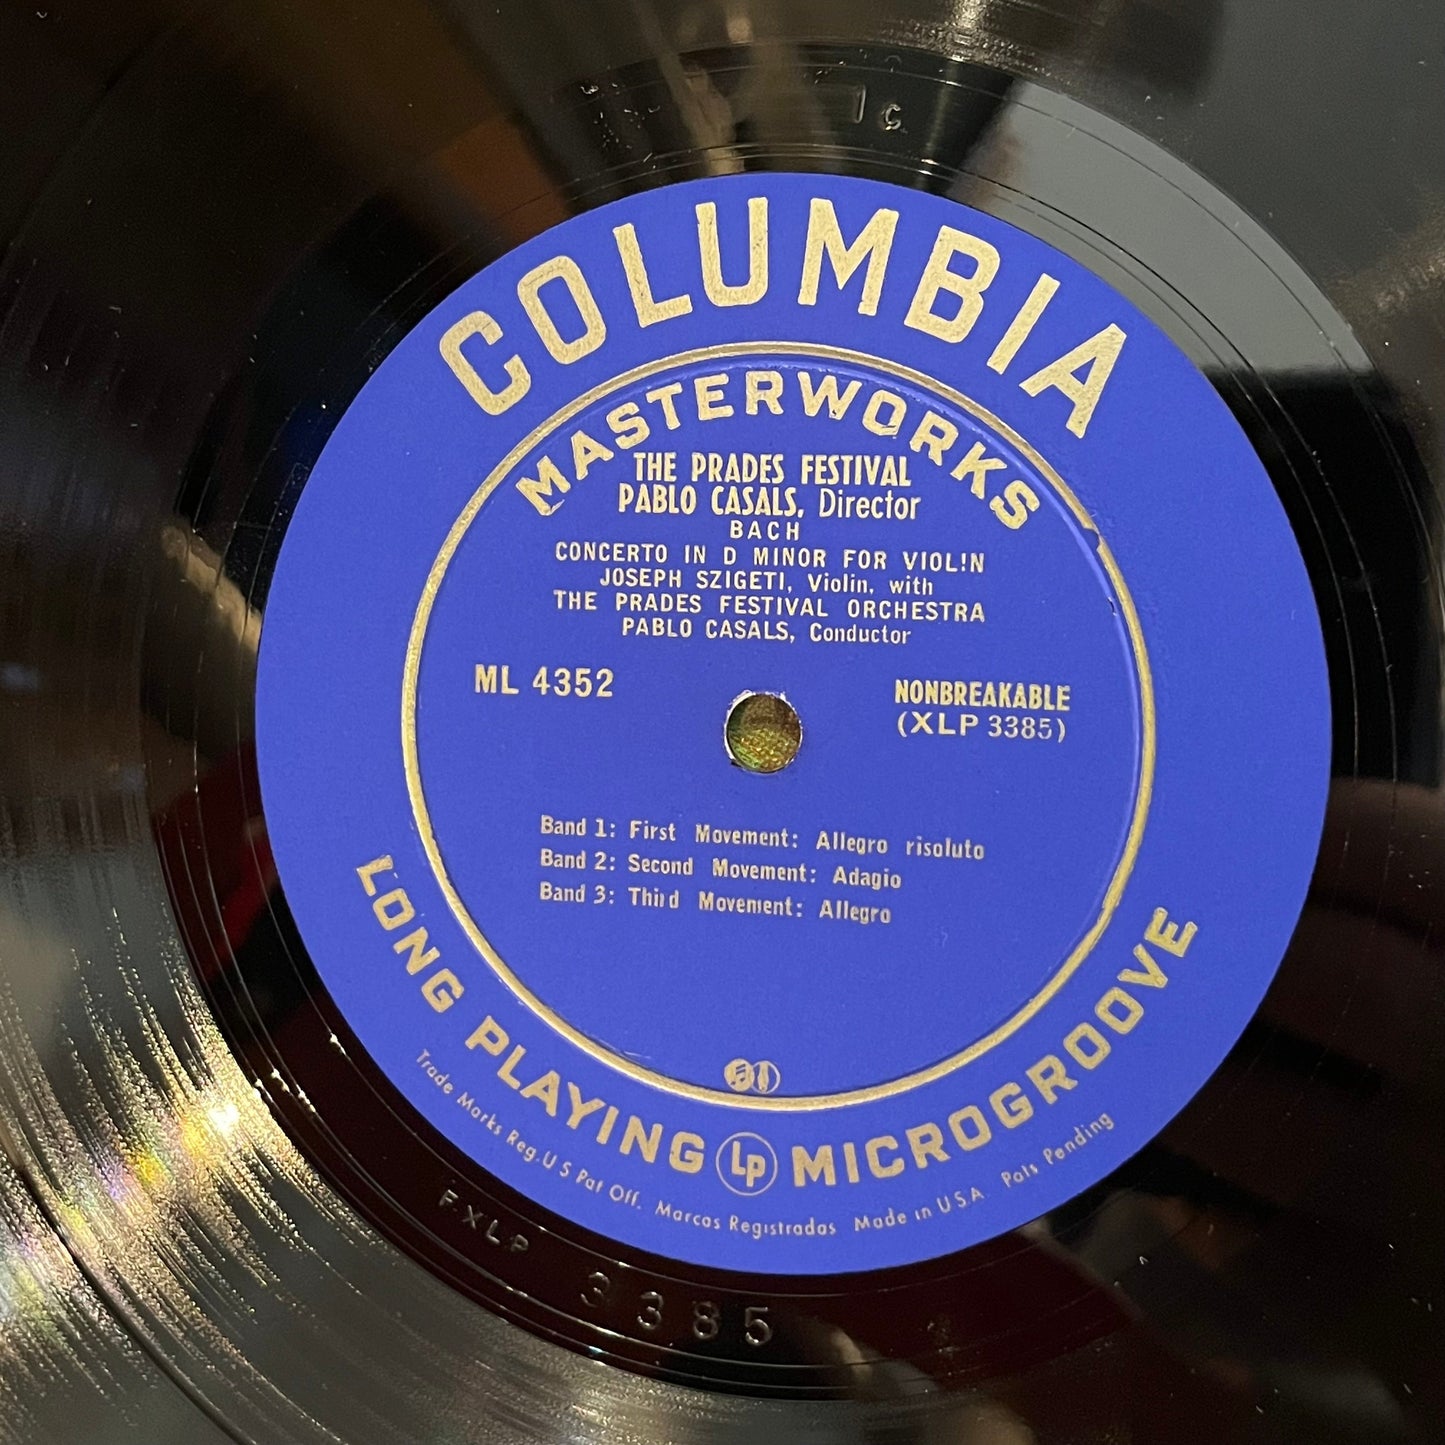 C
COLUMBIA
MASTERWORKS
THE PRADES FESTIVAL
PABLO CASALS, Director
BACH
CONCERTO IN D MINOR FOR VIOLIN
JOSEPH SZIGETI, Violin, with
THE PRADES FESTIVAL ORCHESTRA
PABLO CASALS, Conductor
ML 4352
NONBREAKABLE
(XLP 3385)
Band 1: First Movement: Allegro risoluto
Band 2: Second Movement: Adagio
Band 3: Third Movement: Allegro
LONG PLAYING LP MICROGROOVE
Trade Marks Reg. U S Pat Off. Marcas Registradas Made in U S A Pats Pending
F.XLP 3385